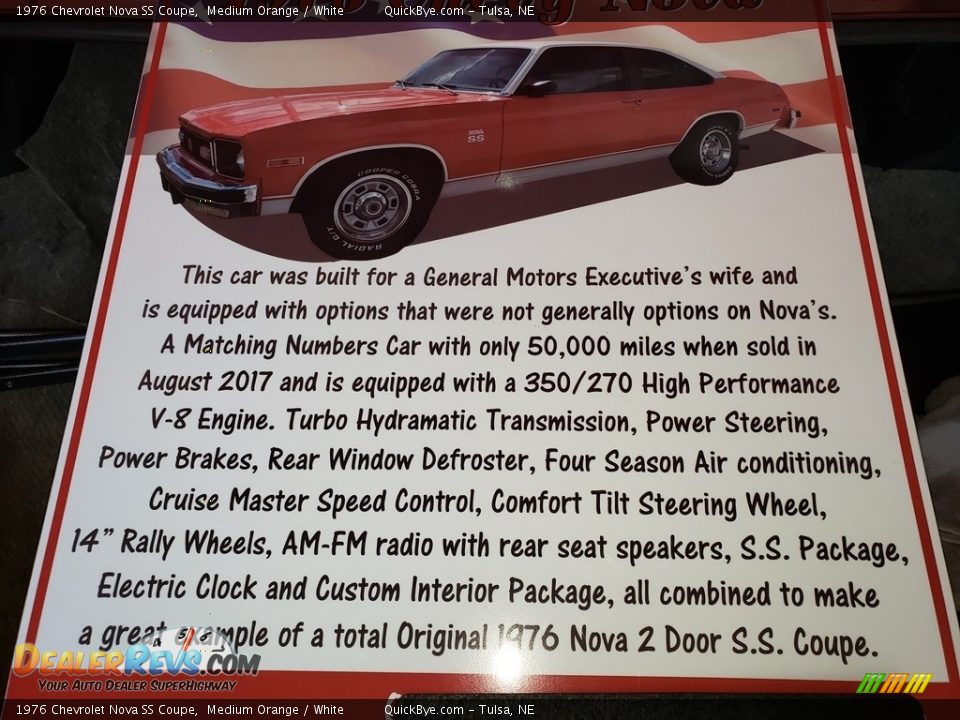 1976 Chevrolet Nova SS Coupe, Medium Orange / White QuickBye.com - Tulsa, NE
Nova
NOVA
SS
COOPER COBRA
RADIAL G/T
This car was built for a General Motors Executive's wife and
is equipped with options that were not generally options on Nova's.
A Matching Numbers Car with only 50,000 miles when sold in
August 2017 and is equipped with a 350/270 High Performance
V-8 Engine. Turbo Hydramatic Transmission, Power Steering,
Power Brakes, Rear Window Defroster, Four Season Air conditioning,
Cruise Master Speed Control, Comfort Tilt Steering Wheel,
14" Rally Wheels, AM-FM radio with rear seat speakers, S.S. Package,
Electric Clock and Custom Interior Package, all combined to make
a great example of a total Original 1976 Nova 2 Door S.S. Coupe.
DealerRevs.com
Your Auto Dealer SuperHighway
1976 Chevrolet Nova SS Coupe, Medium Orange / White QuickBye.com - Tulsa, NE